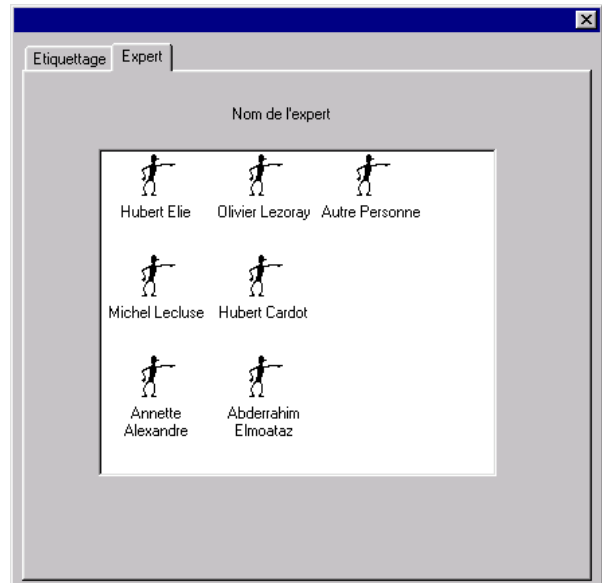 Etiquettage Expert
Nom de l'expert
Hubert Elie Olivier Lezoray Autre Personne
Michel Lecluse Hubert Cardot
Annette Abderrahim
Alexandre Elmoataz